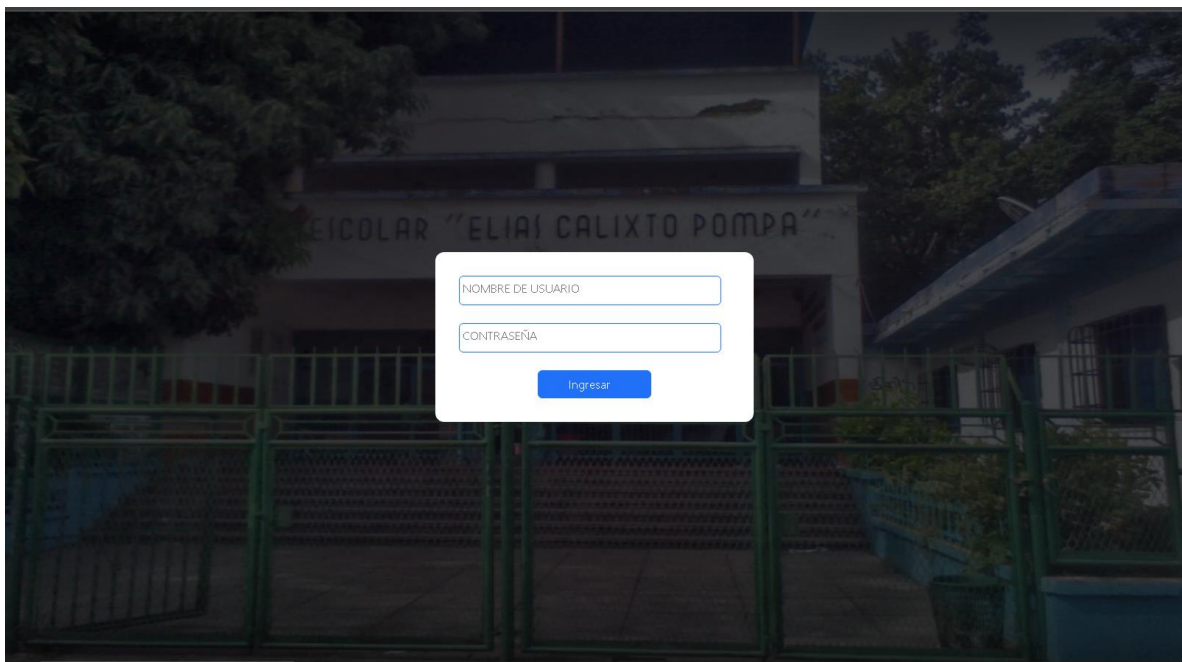 ESCOLAR "ELIAS CALIXTO POMPA"
NOMBRE DE USUARIO
CONTRASEÑA
Ingresar